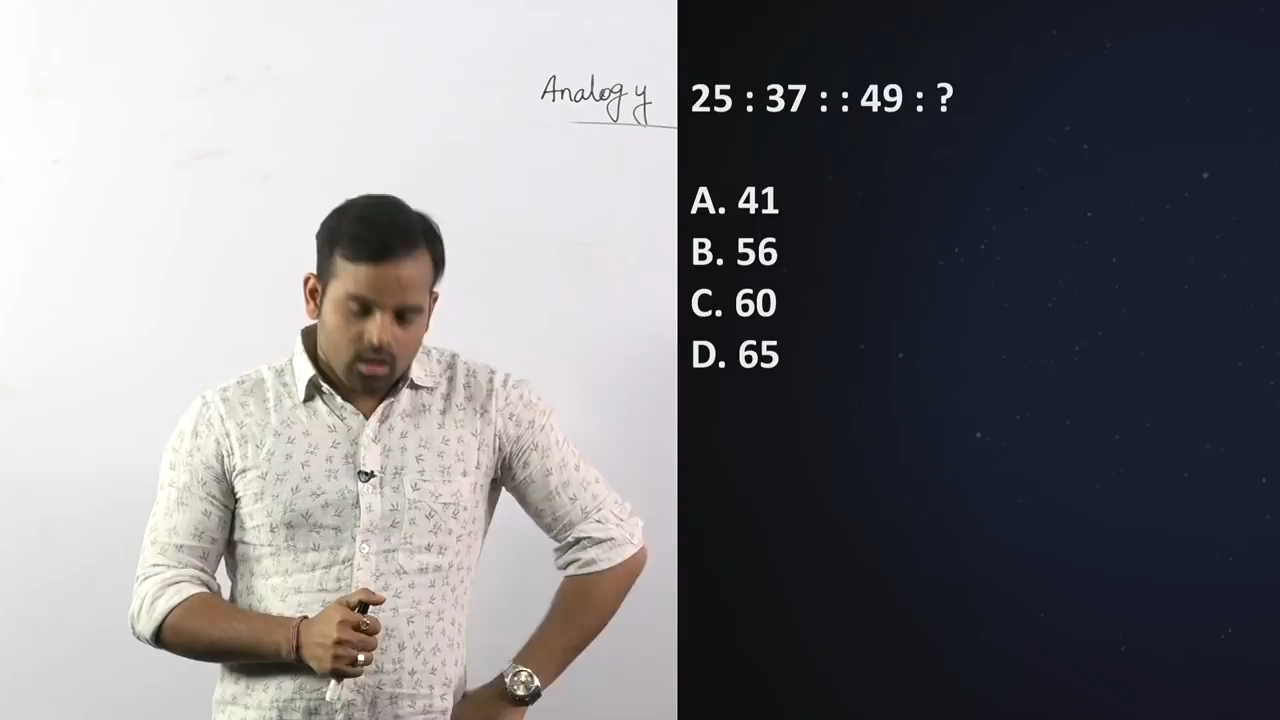 Analogy
25 : 37 : : 49 : ?
A. 41
B. 56
C. 60
D. 65